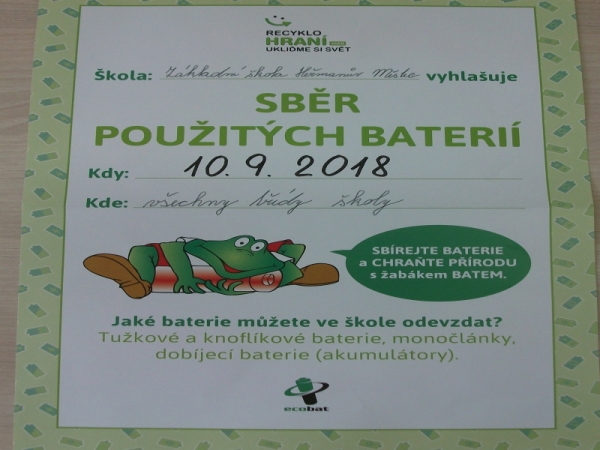 RECYKLO
HRANÍ
UKLIĎME SI SVĚT
Škola: Základní škola Heřmanův Městec vyhlašuje
SBĚR
POUŽITÝCH BATERIÍ
Kdy: 10. 9. 2018
Kde: všechny třídy školy
SBÍREJTE BATERIE
a CHRAŇTE PŘÍRODU
s žabákem BATEM.
Jaké baterie můžete ve škole odevzdat?
Tužkové a knoflíkové baterie, monočlánky,
dobíjecí baterie (akumulátory).
ecobat